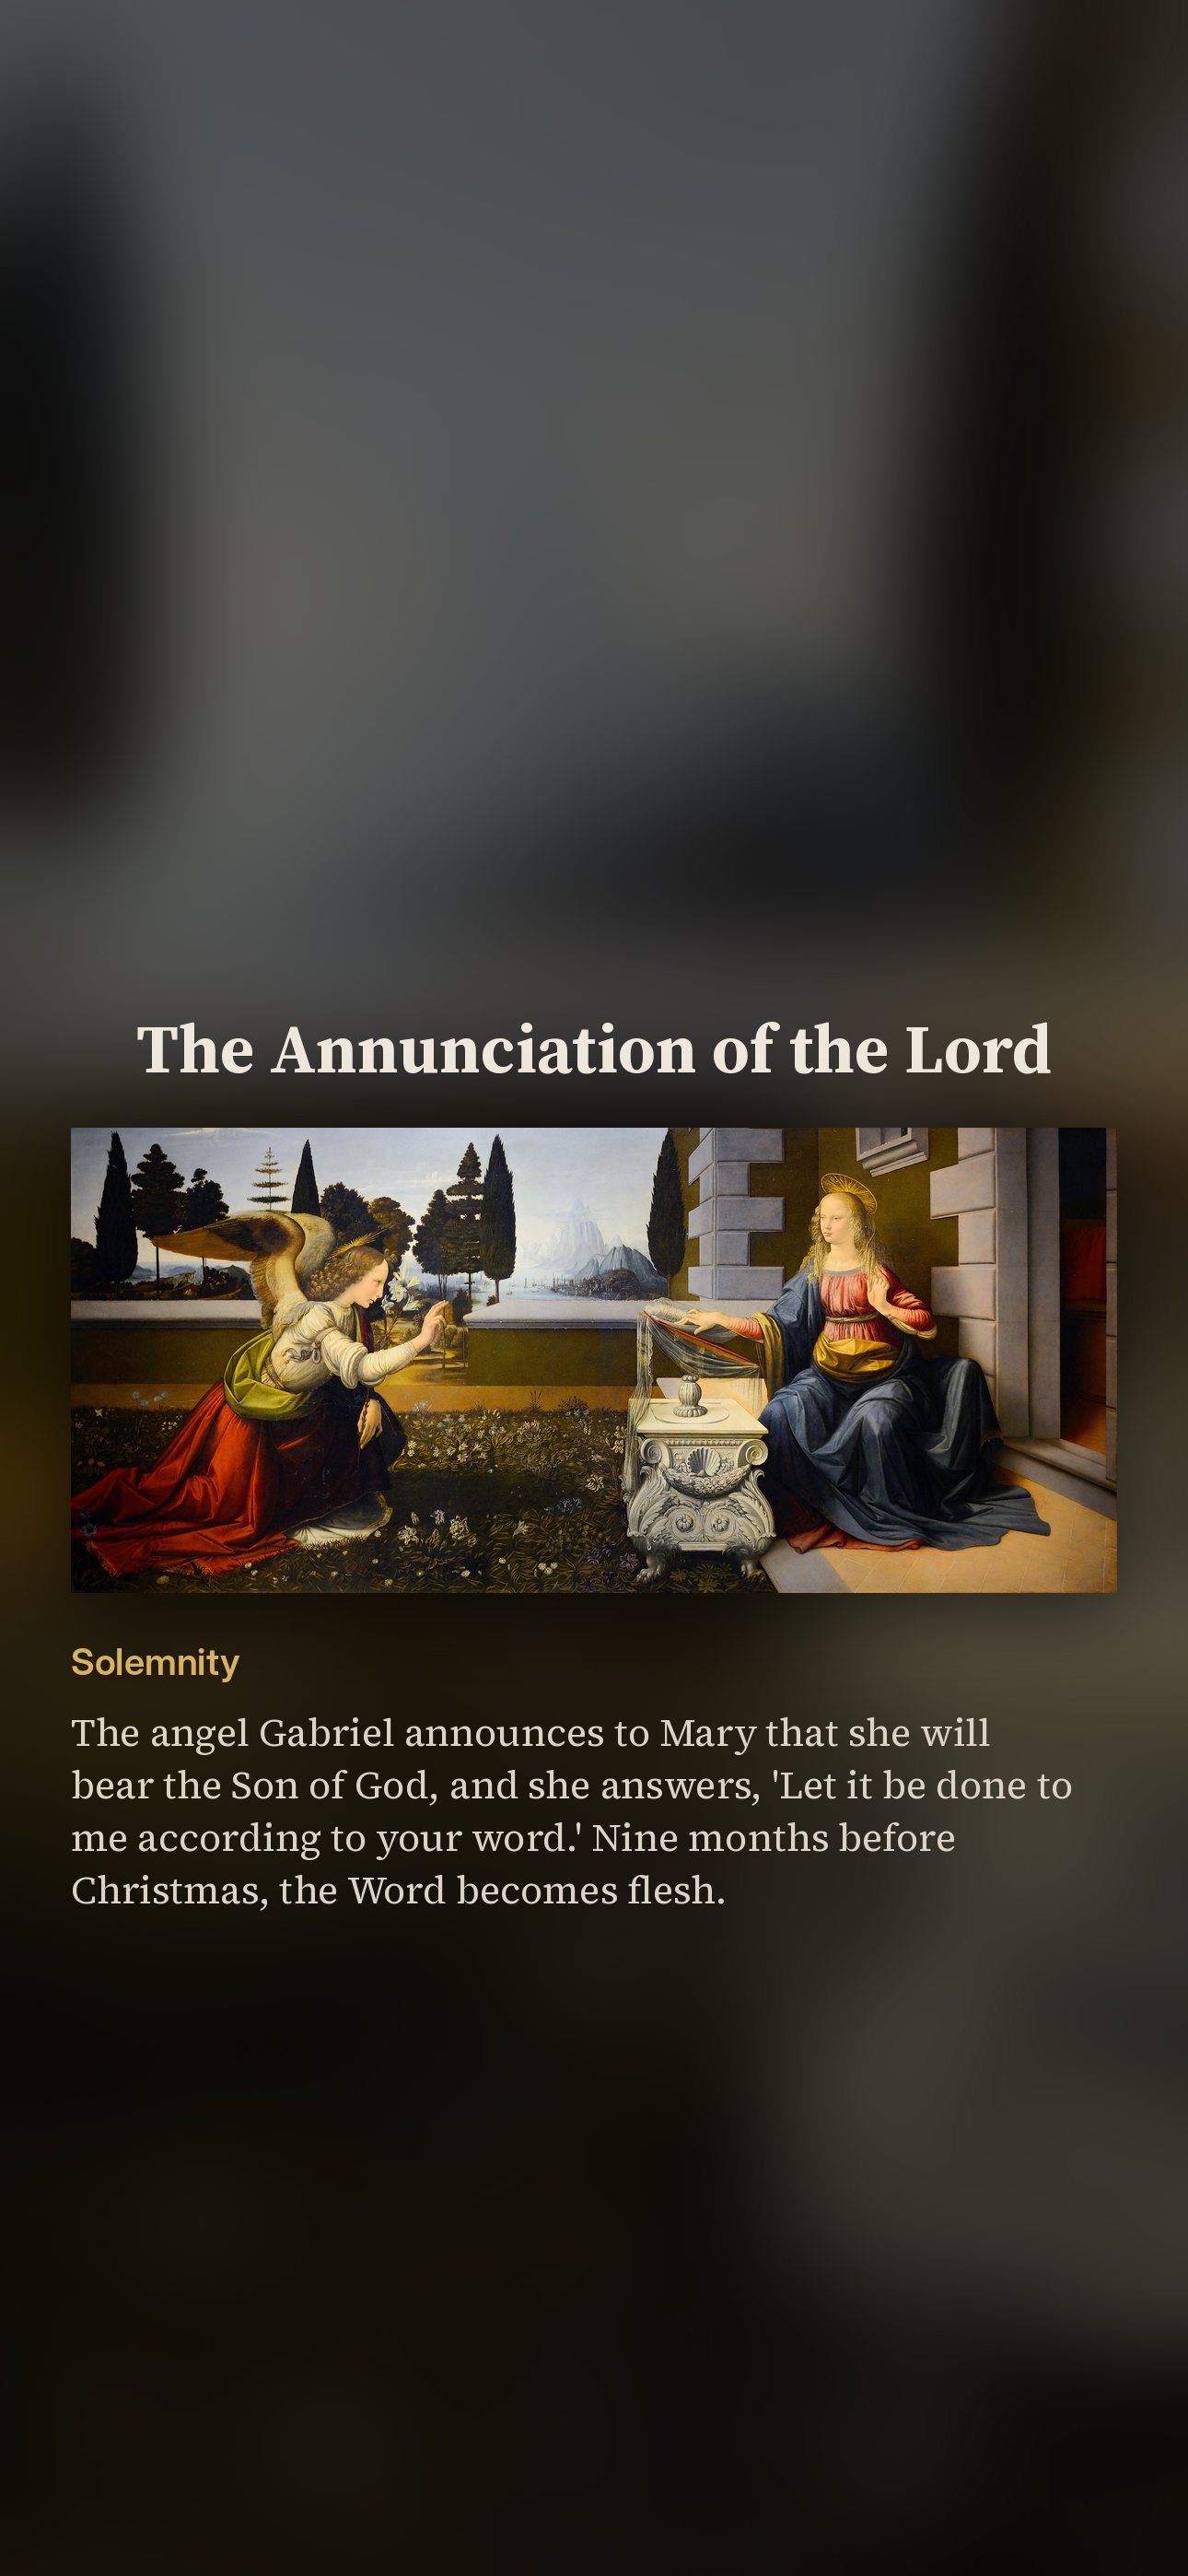 The Annunciation of the Lord
Solemnity
The angel Gabriel announces to Mary that she will
bear the Son of God, and she answers, 'Let it be done to
me according to your word.' Nine months before
Christmas, the Word becomes flesh.